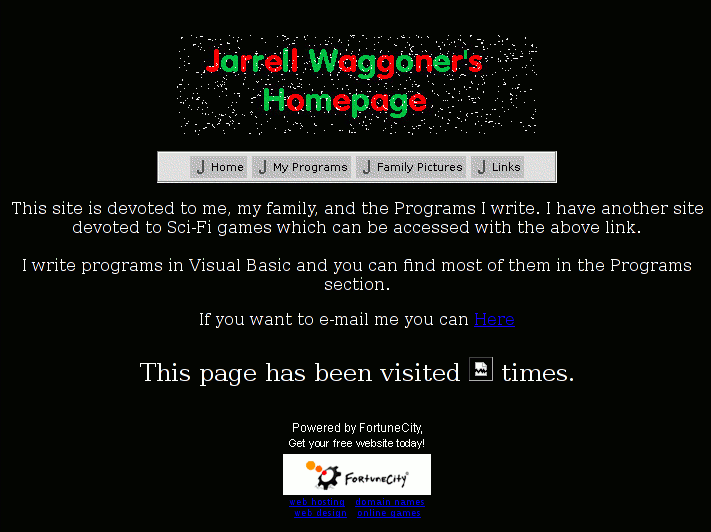 Jarrell Waggoner's
Homepage
Home My Programs Family Pictures Links
This site is devoted to me, my family, and the Programs I write. I have another site
devoted to Sci-Fi games which can be accessed with the above link.
I write programs in Visual Basic and you can find most of them in the Programs
section.
If you want to e-mail me you can Here
This page has been visited times.
Powered by FortuneCity,
Get your free website today!
FORTUNECITY
web hosting domain names
web design online games